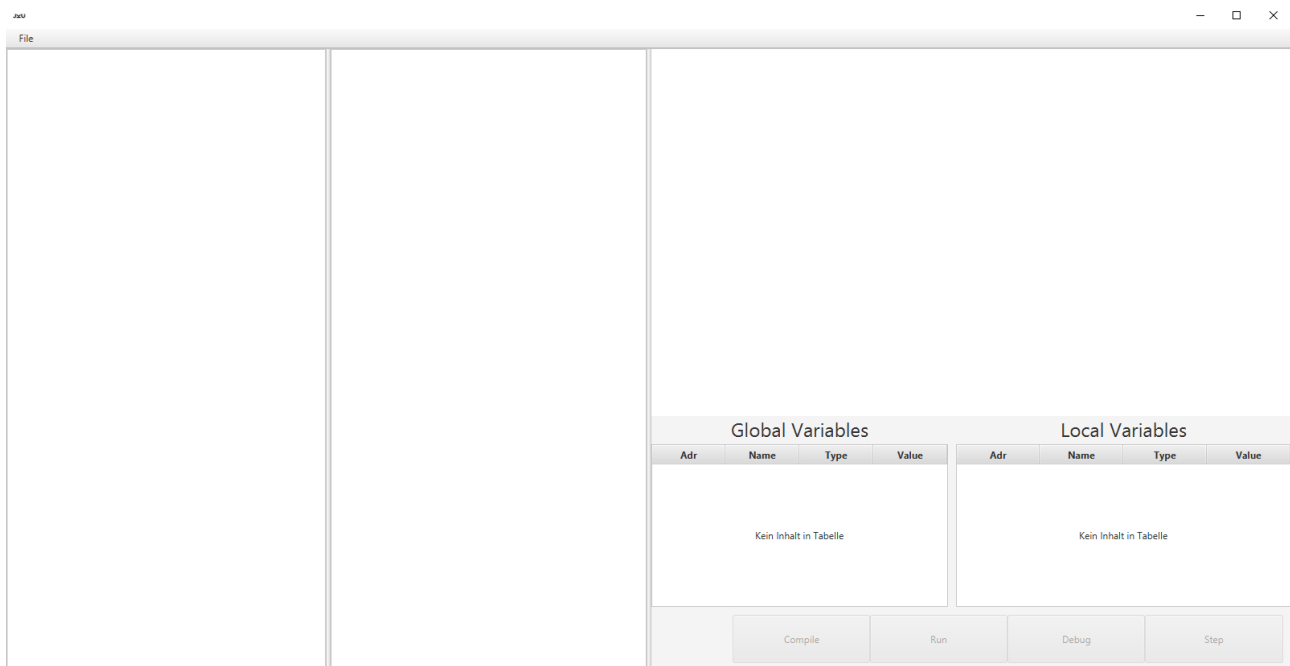 JKU
File
Global Variables
Local Variables
Adr Name Type Value
Adr Name Type Value
Kein Inhalt in Tabelle
Kein Inhalt in Tabelle
Compile Run Debug Step